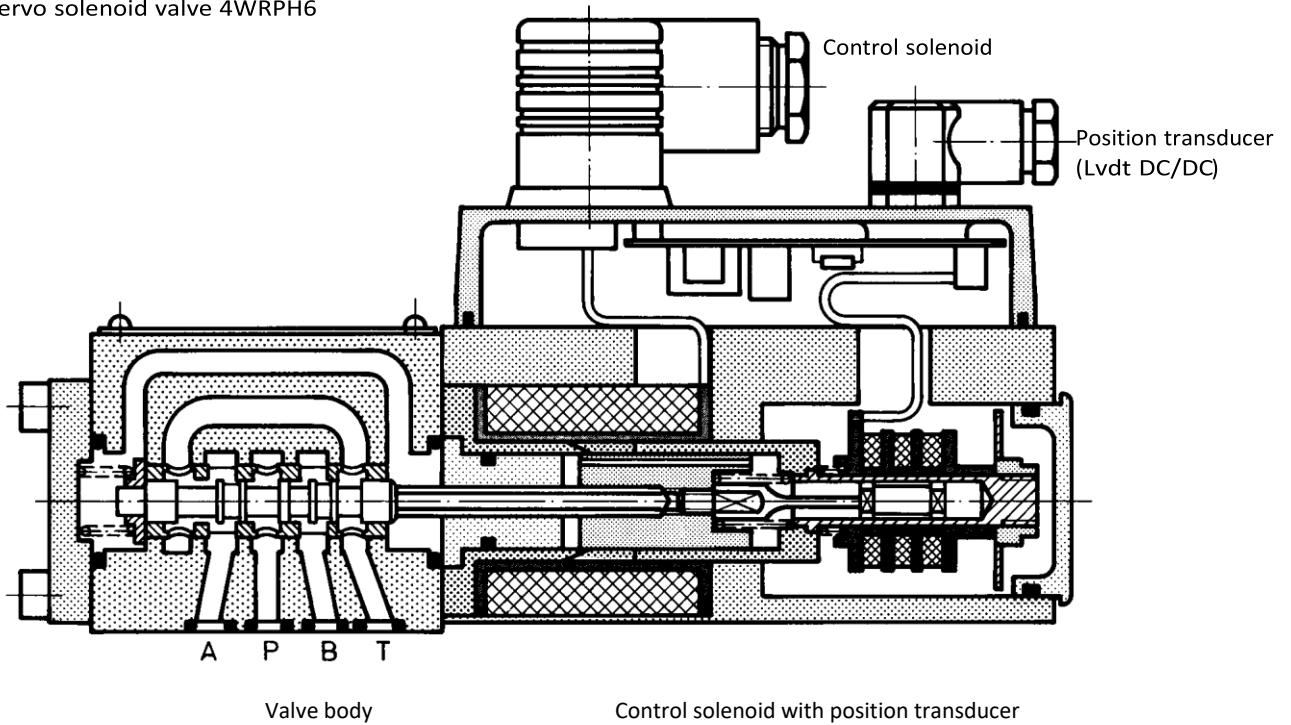 ervo solenoid valve 4WRPH6
Control solenoid
Position transducer
(Lvdt DC/DC)
A P B T
Valve body
Control solenoid with position transducer